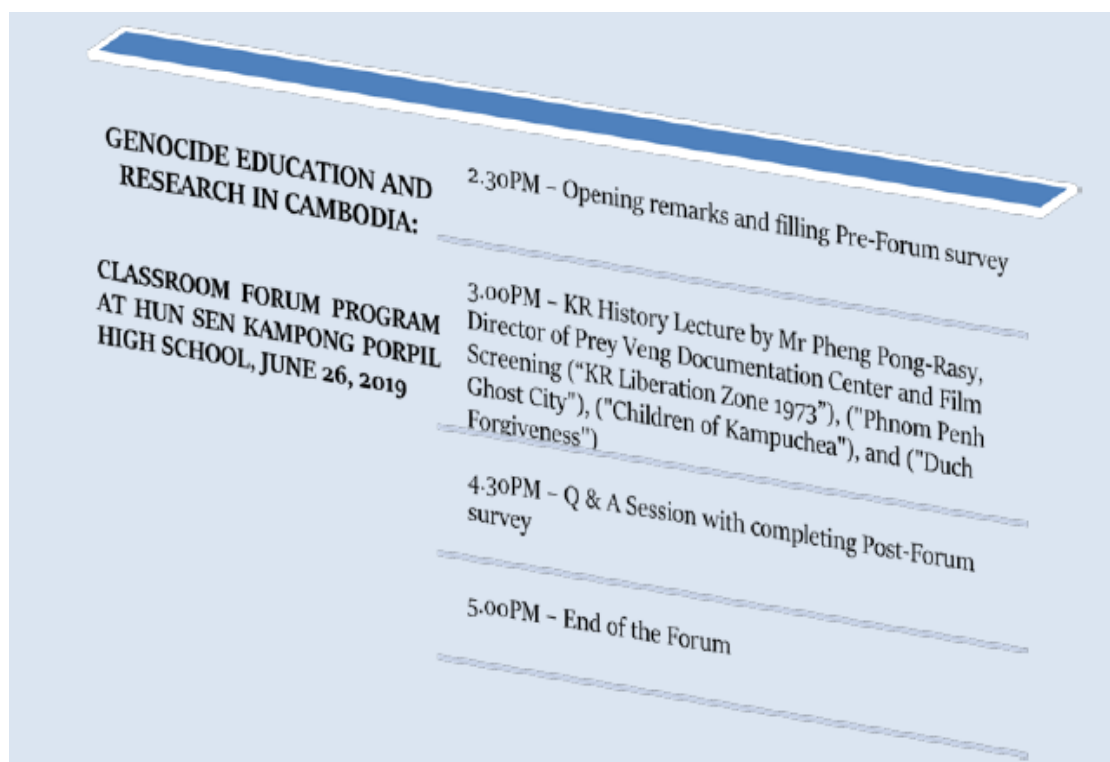 GENOCIDE EDUCATION AND
RESEARCH IN CAMBODIA:
CLASSROOM FORUM PROGRAM
AT HUN SEN KAMPONG PORPIL
HIGH SCHOOL, JUNE 26, 2019
2.30PM – Opening remarks and filling Pre-Forum survey
3.00PM – KR History Lecture by Mr Pheng Pong-Rasy,
Director of Prey Veng Documentation Center and Film
Screening (“KR Liberation Zone 1973”), ("Phnom Penh
Ghost City"), ("Children of Kampuchea"), and ("Duch
Forgiveness")
4.30PM – Q & A Session with completing Post-Forum
survey
5.00PM – End of the Forum